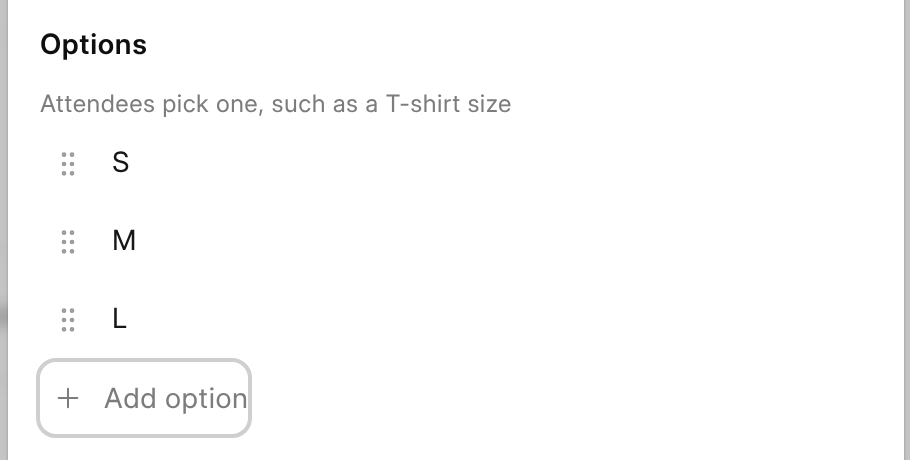 Options
Attendees pick one, such as a T-shirt size
S
M
L
+ Add option